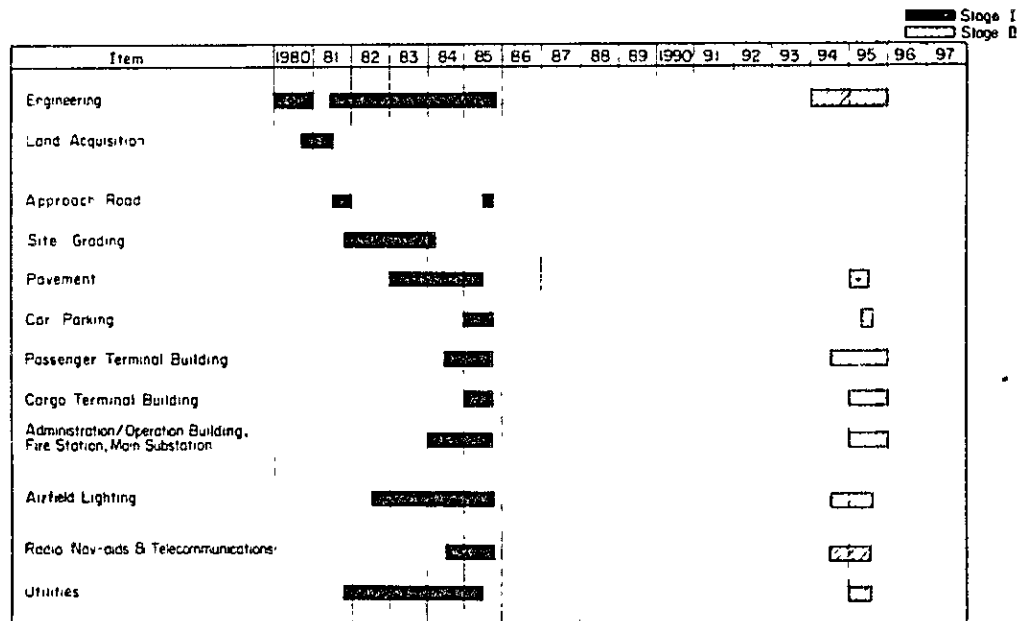 Stage I
Stage II
Item 1980 81 82 83 84 85 86 87 88 89 1990 91 92 93 94 95 96 97
Engineering
Land Acquisition
Approach Road
Site Grading
Pavement
Car Parking
Passenger Terminal Building
Cargo Terminal Building
Administration/Operation Building,
Fire Station, Main Substation
Airfield Lighting
Radio Nav-aids & Telecommunications
Utilities